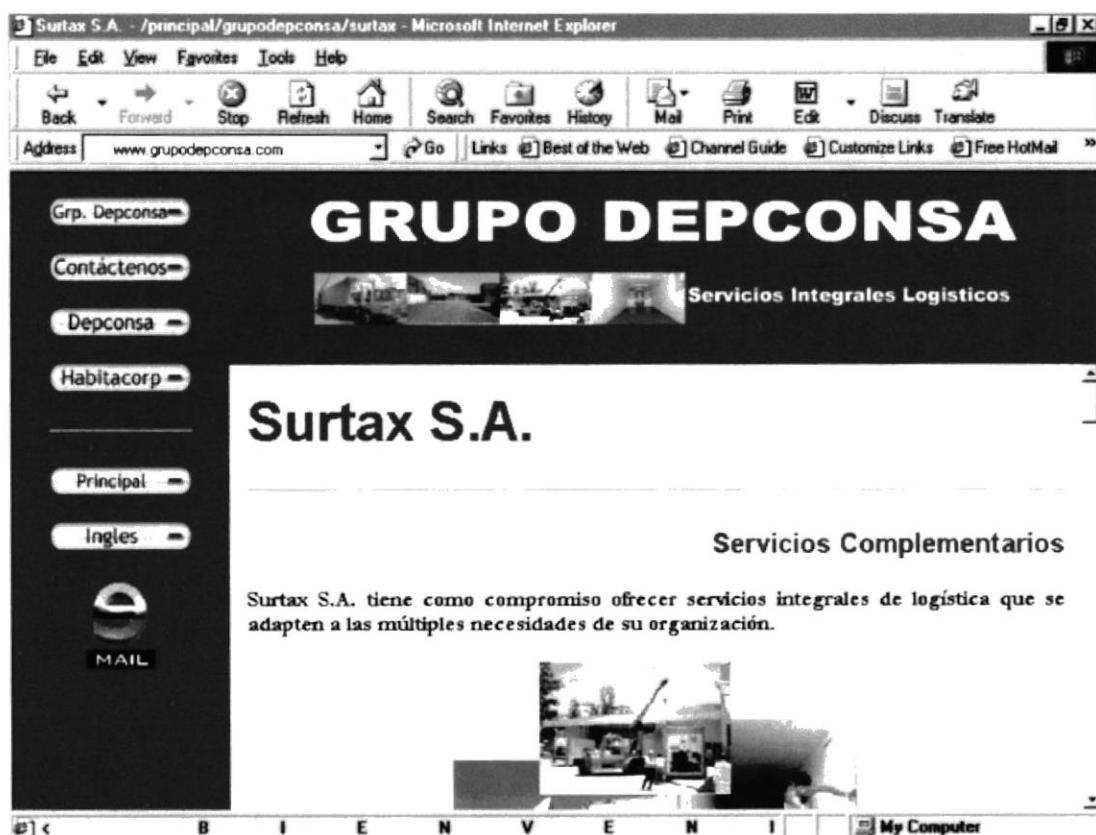 Surtax S.A. - /principal/grupodepconsa/surtax - Microsoft Internet Explorer
File Edit View Favorites Tools Help
Back Forward Stop Refresh Home Search Favorites History Mail Print Edit Discuss Translate
Address www.grupodepconsa.com Go Links Best of the Web Channel Guide Customize Links Free HotMail »
Grp. Depconsa
GRUPO DEPCONSA
Contáctenos
Servicios Integrales Logisticos
Depconsa
Habitacorp
Surtax S.A.
Principal
Ingles
Servicios Complementarios
Surtax S.A. tiene como compromiso ofrecer servicios integrales de logística que se
adapten a las múltiples necesidades de su organización.
MAIL
< B I E N V E N I My Computer